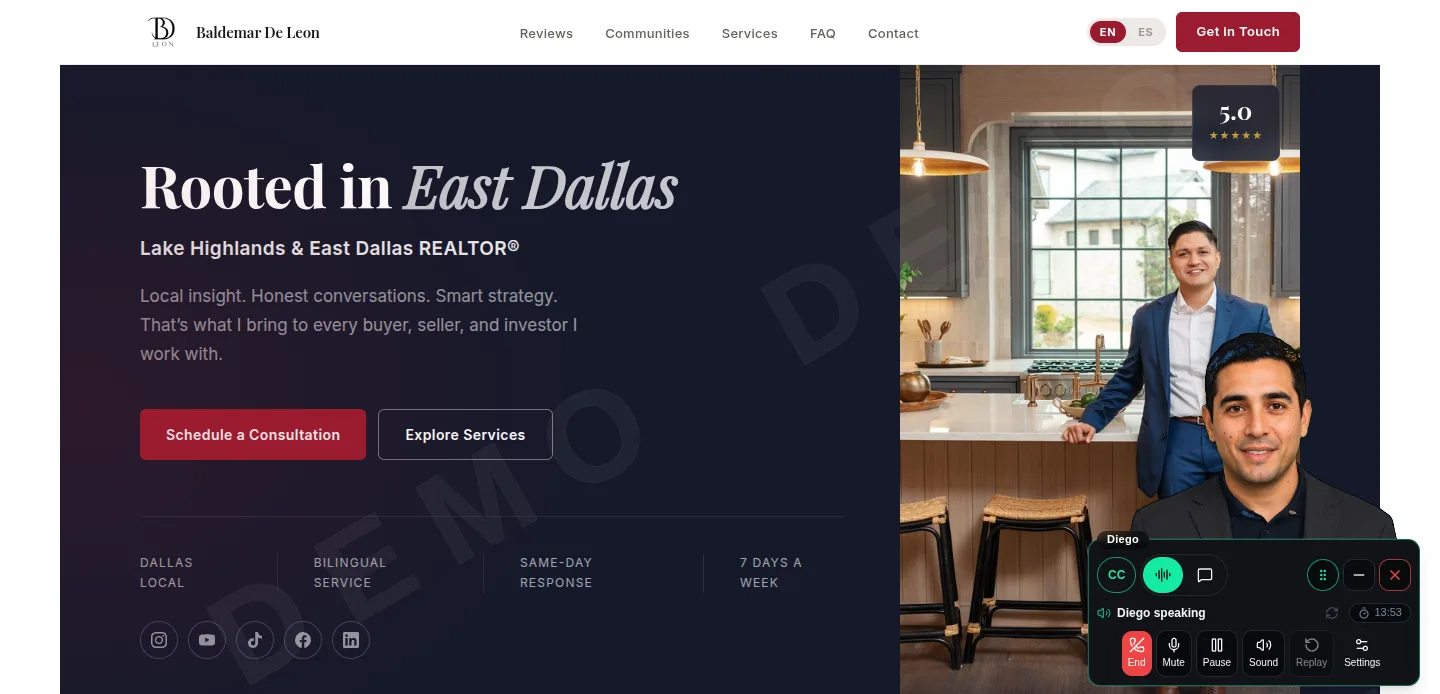 B
LEON
Baldemar De Leon
Reviews
Communities
Services
FAQ
Contact
EN
ES
Get In Touch
5.0
★★★★★
Rooted in East Dallas
Lake Highlands & East Dallas REALTOR®
Local insight. Honest conversations. Smart strategy.
That's what I bring to every buyer, seller, and investor I
work with.
Schedule a Consultation
Explore Services
DEMO
DEMO
DALLAS
LOCAL
BILINGUAL
SERVICE
SAME-DAY
RESPONSE
7 DAYS A
WEEK
Diego
CC
Diego speaking
13:53
End
Mute
Pause
Sound
Replay
Settings